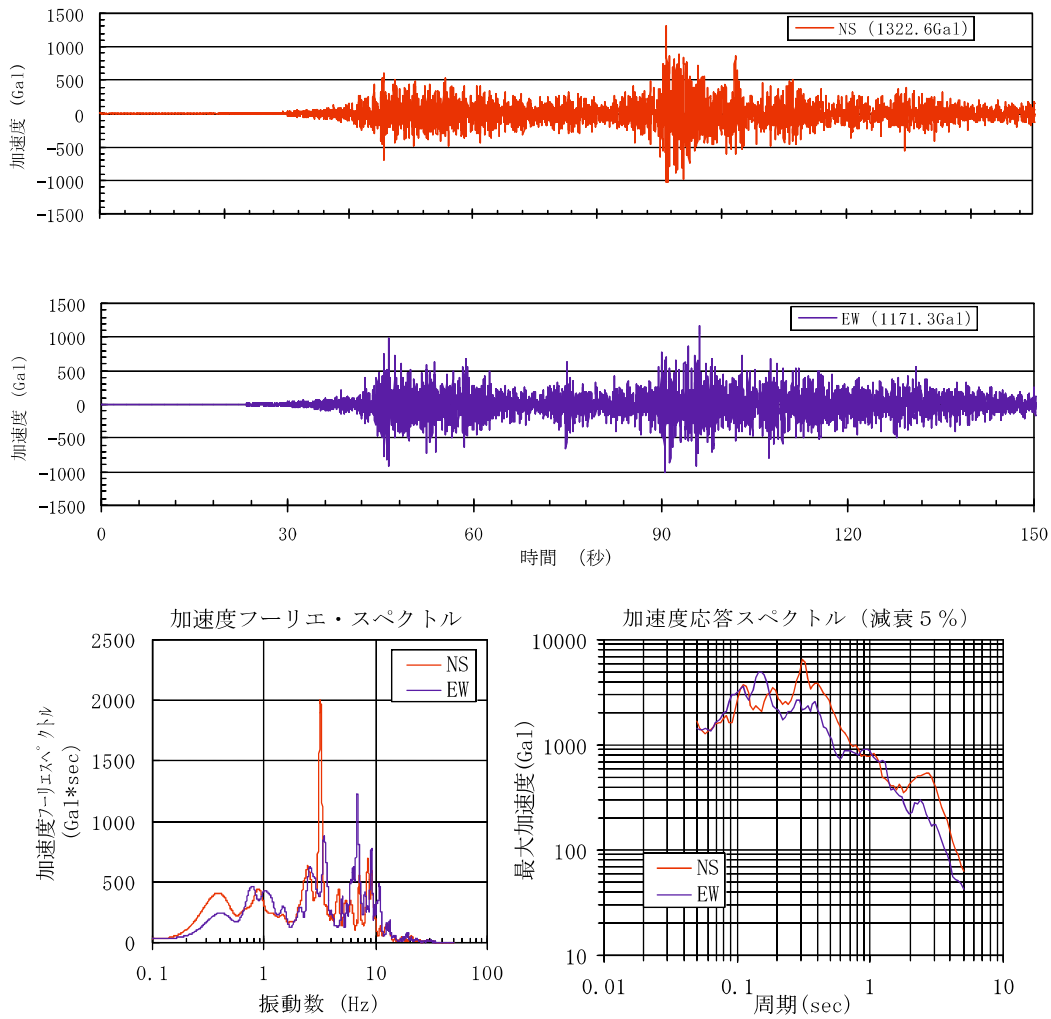 1500
1000
500
0
-500
-1000
-1500
加速度 (Gal)
NS (1322.6Gal)
1500
1000
500
0
-500
-1000
-1500
加速度 (Gal)
EW (1171.3Gal)
0 30 60 90 120 150
時間 (秒)
加速度フーリエ・スペクトル
2500
2000
1500
1000
500
0
加速度フーリエスペクトル
(Gal*sec)
NS
EW
0.1 1 10 100
振動数 (Hz)
加速度応答スペクトル (減衰5%)
10000
1000
100
10
最大加速度(Gal)
NS
EW
0.01 0.1 1 10
周期(sec)